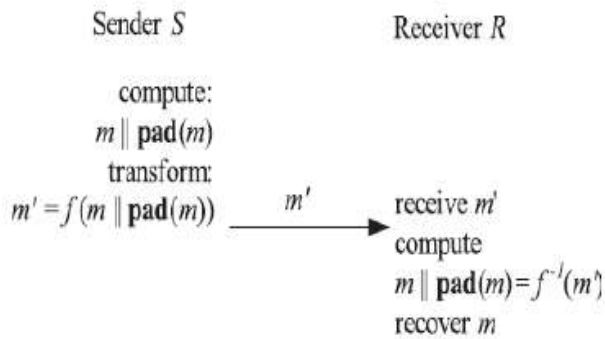 Sender S
Receiver R
compute:
m || pad(m)
transform:
m' = f(m || pad(m))
m'
receive m'
compute
m || pad(m) = f⁻¹(m')
recover m